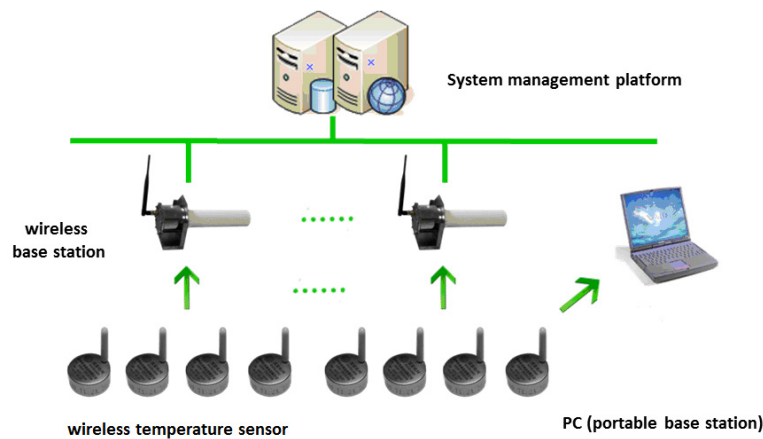 System management platform
wireless
base station
wireless temperature sensor
PC (portable base station)